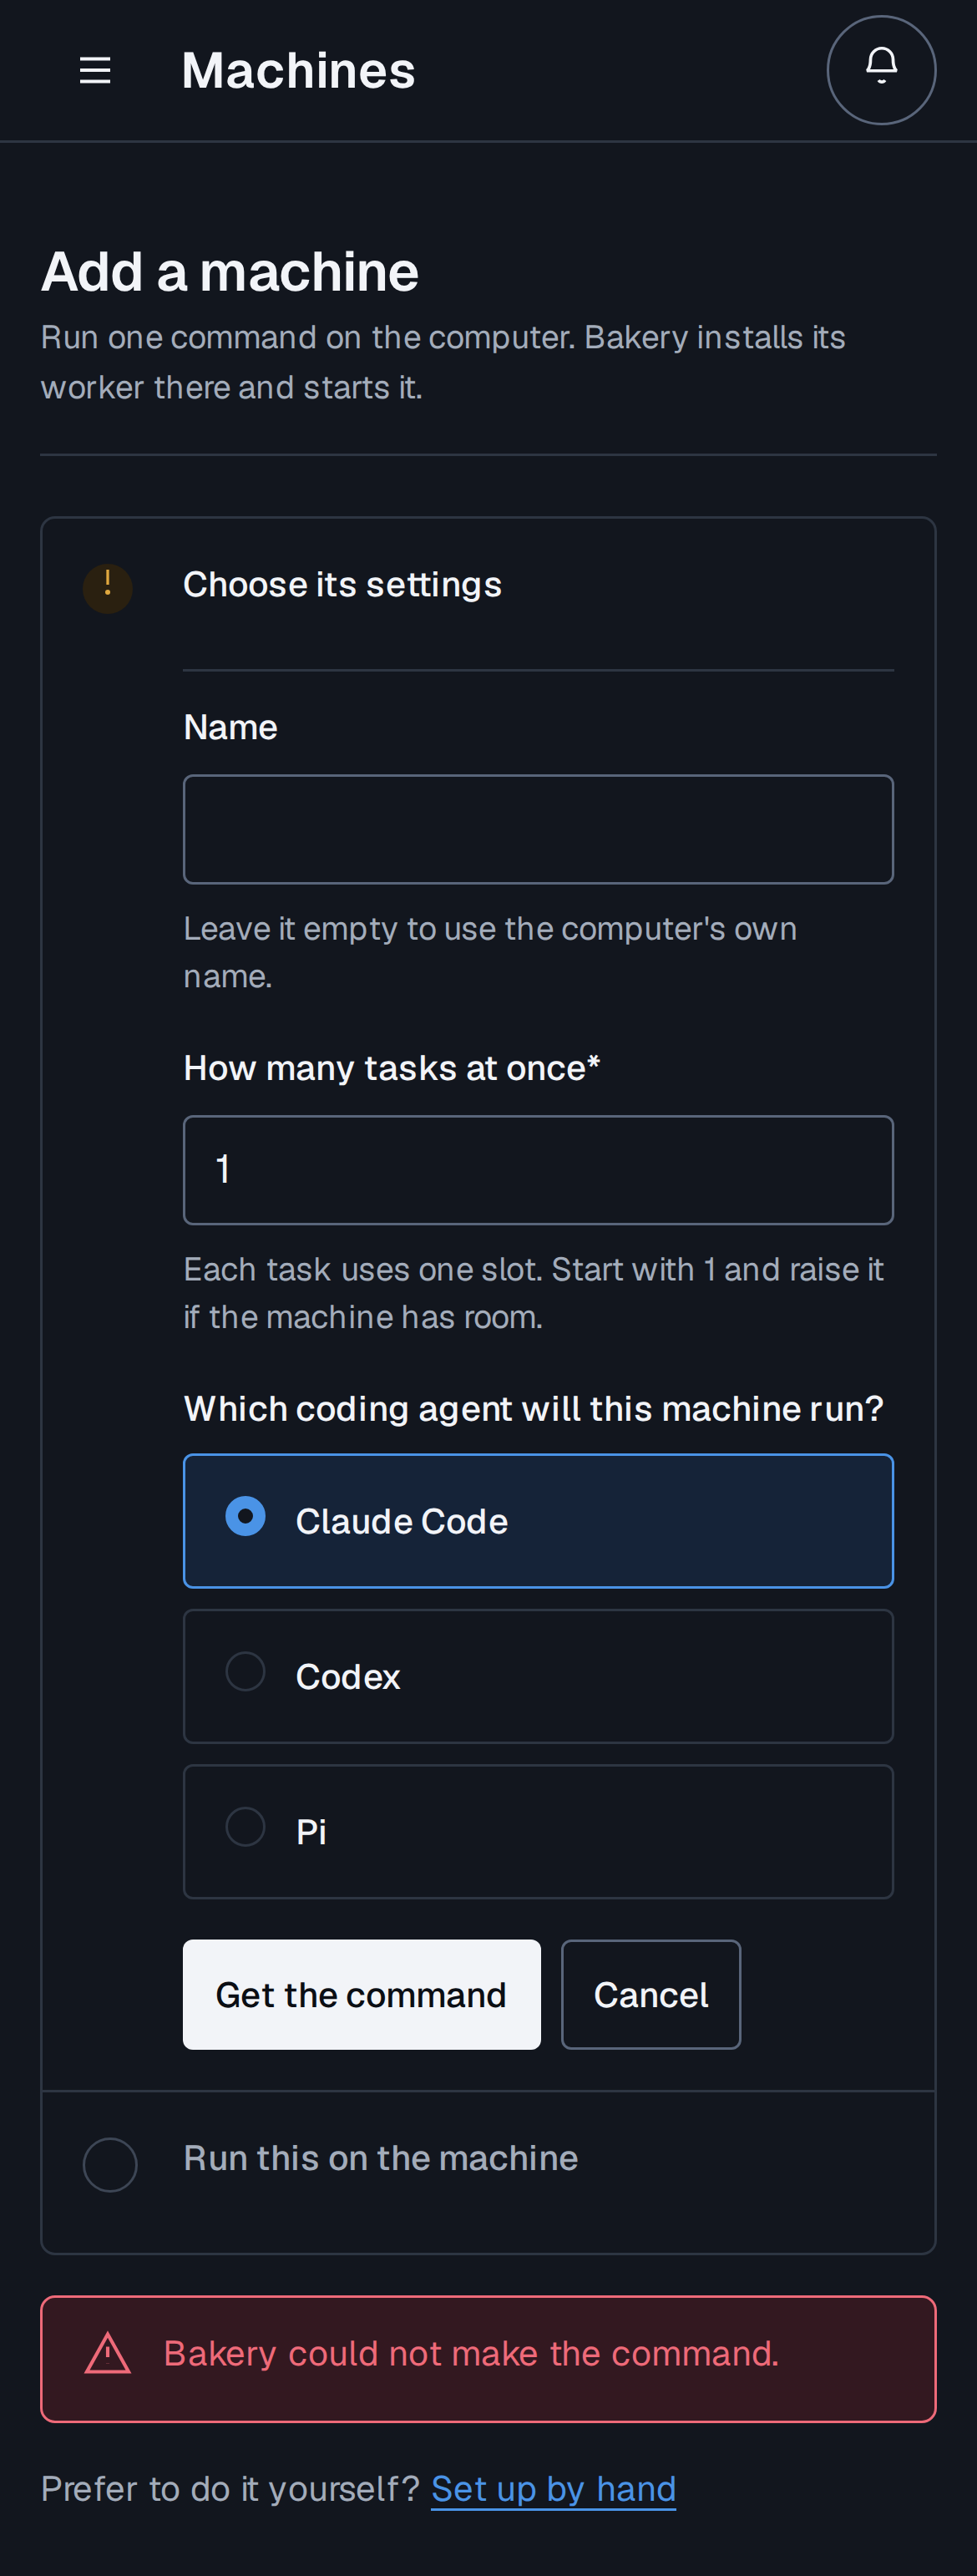 Machines
Add a machine
Run one command on the computer. Bakery installs its
worker there and starts it.
Choose its settings
Name
Leave it empty to use the computer's own
name.
How many tasks at once*
1
Each task uses one slot. Start with 1 and raise it
if the machine has room.
Which coding agent will this machine run?
Claude Code
Codex
Pi
Get the command
Cancel
Run this on the machine
Bakery could not make the command.
Prefer to do it yourself? Set up by hand